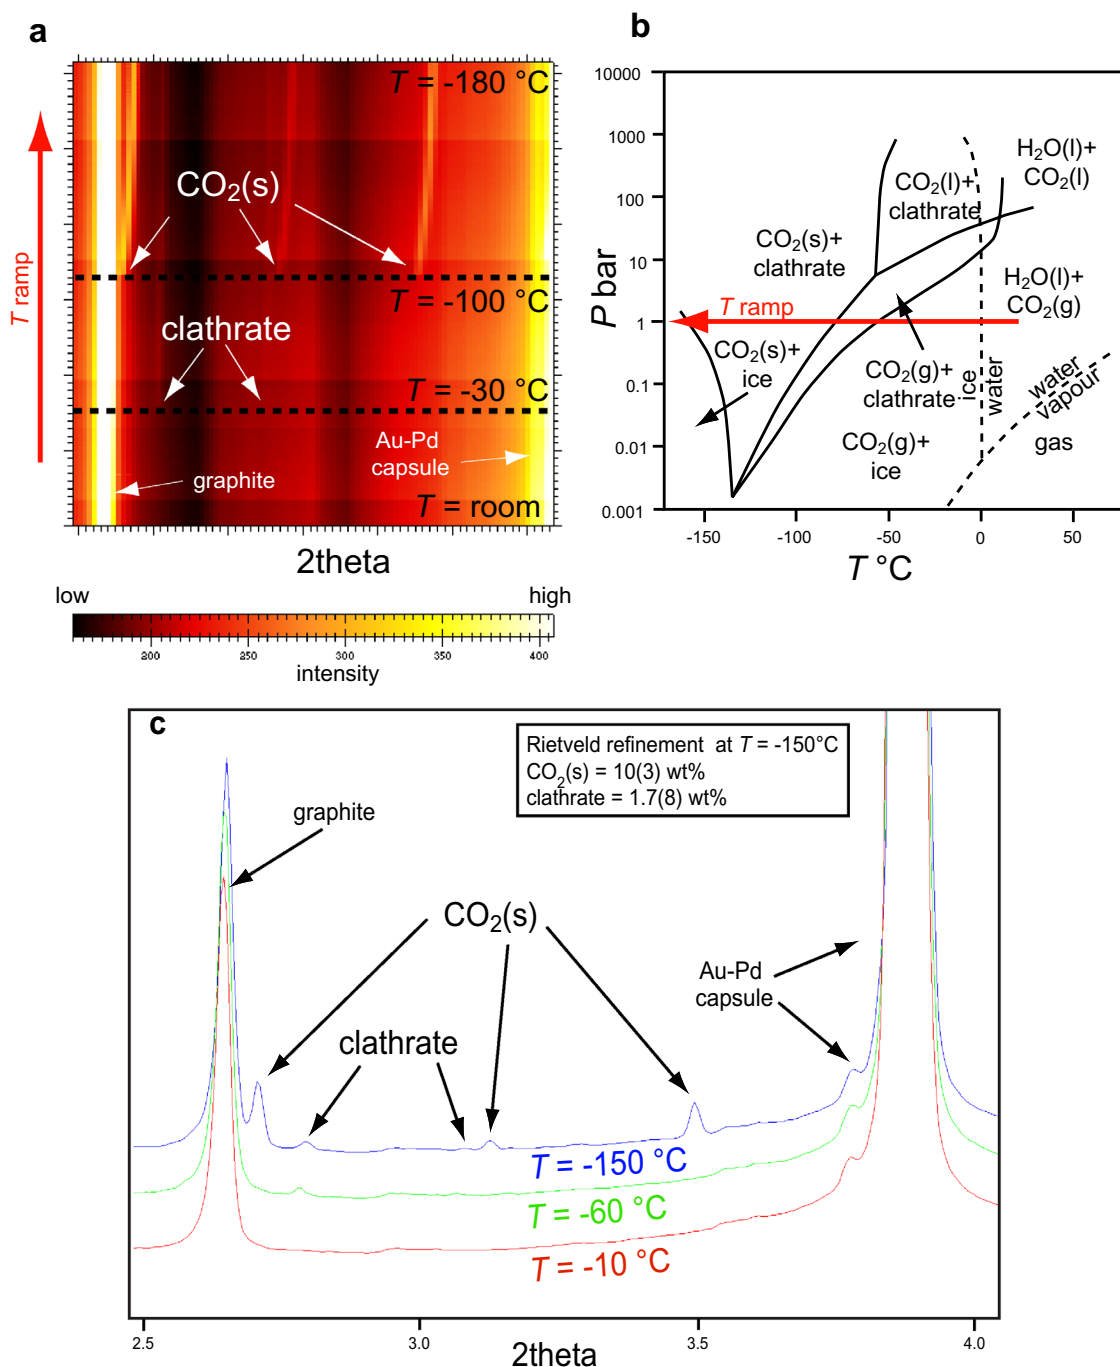 a
T = -180 °C
CO2(s)
T = -100 °C
clathrate
T = -30 °C
Au-Pd
capsule
graphite
T = room
T ramp
2theta
low
high
200
250
300
350
400
intensity
b
10000
1000
100
10
1
0.1
0.01
0.001
P bar
-150
-100
-50
0
50
T °C
H2O(l)+
CO2(l)
CO2(l)+
clathrate
CO2(s)+
clathrate
H2O(l)+
CO2(g)
T ramp
CO2(s)+
ice
CO2(g)+
clathrate
ice
water
water
vapour
CO2(g)+
ice
gas
c
Rietveld refinement at T = -150°C
CO2(s) = 10(3) wt%
clathrate = 1.7(8) wt%
graphite
CO2(s)
Au-Pd
capsule
clathrate
T = -150 °C
T = -60 °C
T = -10 °C
2.5
3.0
3.5
4.0
2theta